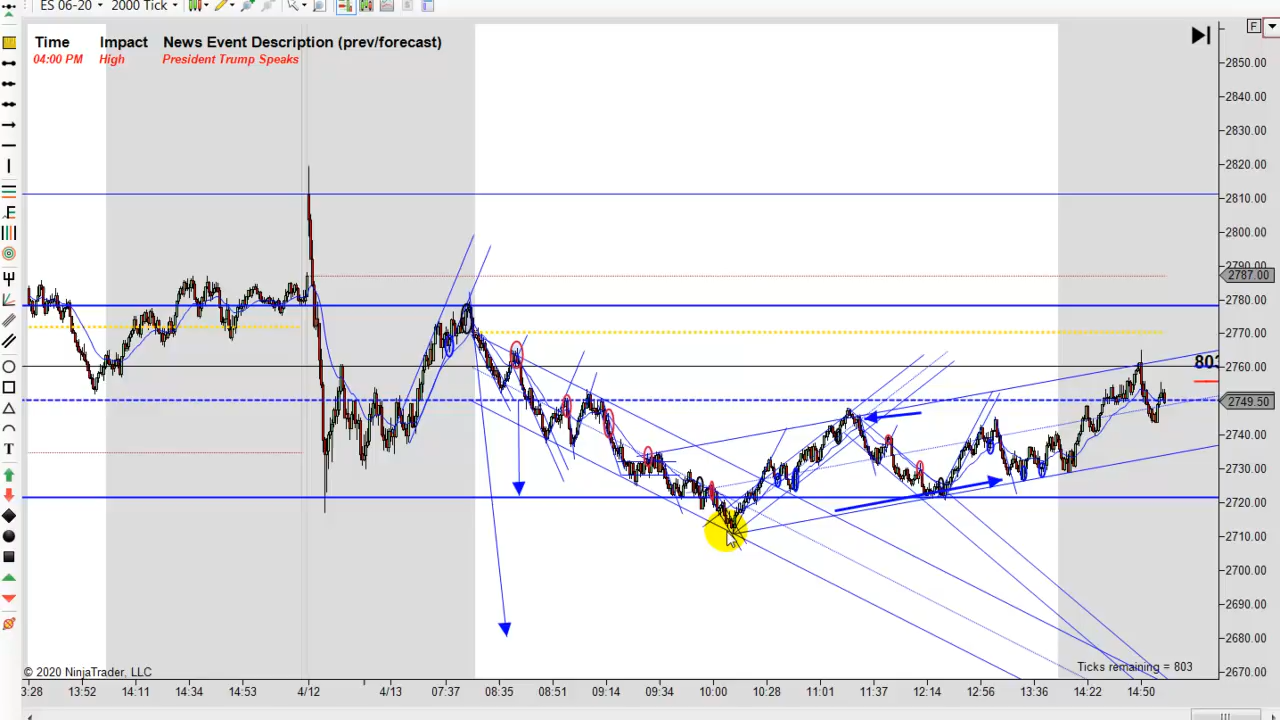 ES 06-20 2000 Tick
F
Time Impact News Event Description (prev/forecast)
04:00 PM High President Trump Speaks
2850.00
2840.00
2830.00
2820.00
2810.00
2800.00
2787.00
2780.00
2770.00
2760.00
2749.50
2740.00
2730.00
2720.00
2710.00
2700.00
2690.00
2680.00
2670.00
F
T
Ticks remaining = 803
© 2020 NinjaTrader, LLC
3:28 13:52 14:11 14:34 14:53 4/12 4/13 07:37 08:35 08:51 09:14 09:34 10:00 10:28 11:01 11:37 12:14 12:56 13:36 14:22 14:50